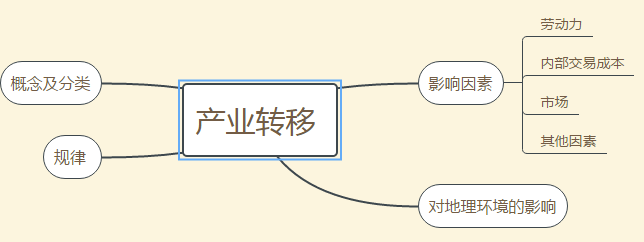 产业转移
概念及分类
规律
影响因素
劳动力
内部交易成本
市场
其他因素
对地理环境的影响